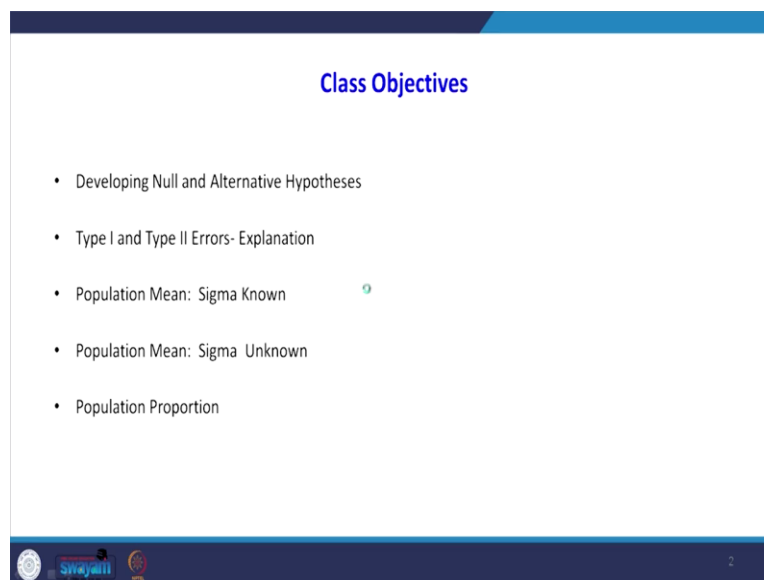 Class Objectives
• Developing Null and Alternative Hypotheses
• Type I and Type II Errors- Explanation
• Population Mean: Sigma Known
• Population Mean: Sigma Unknown
• Population Proportion
swayam
2